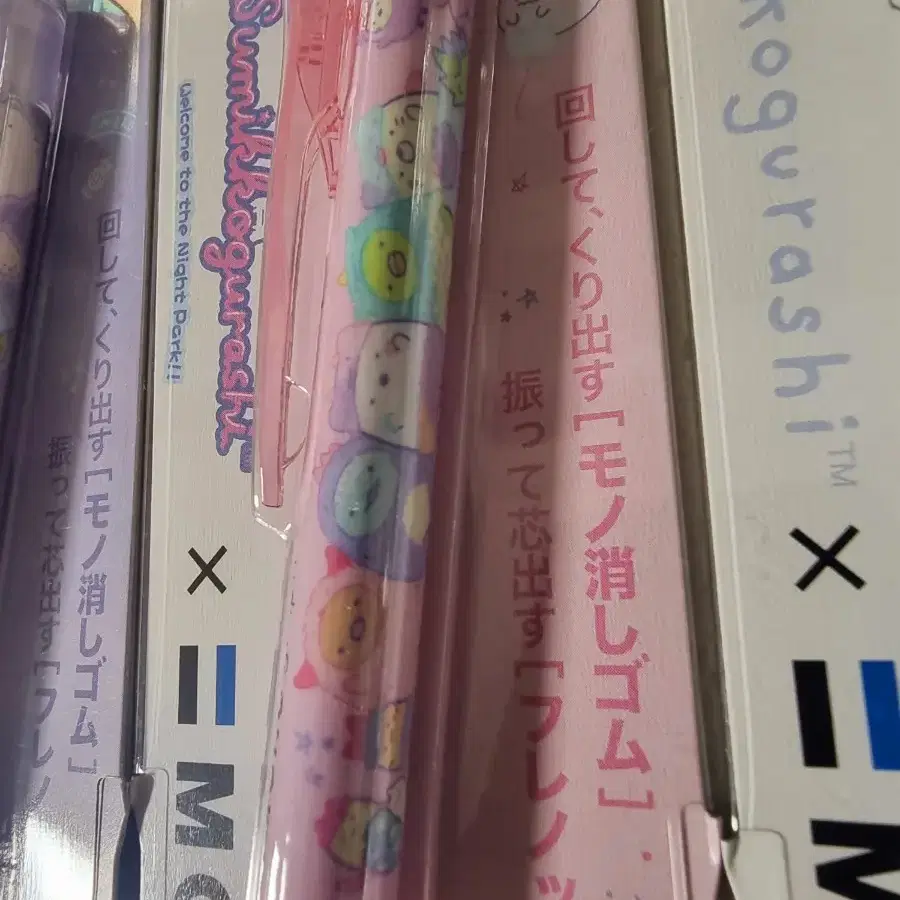 回して、くり出す[モノ消しゴム]
振って芯出す[フレ
Sumikkogurashi™
Welcome to the Night Park!!
×
M
回して、くり出す[モノ消しゴム]
振って芯出す[フレッ
kogurashi™
×
M